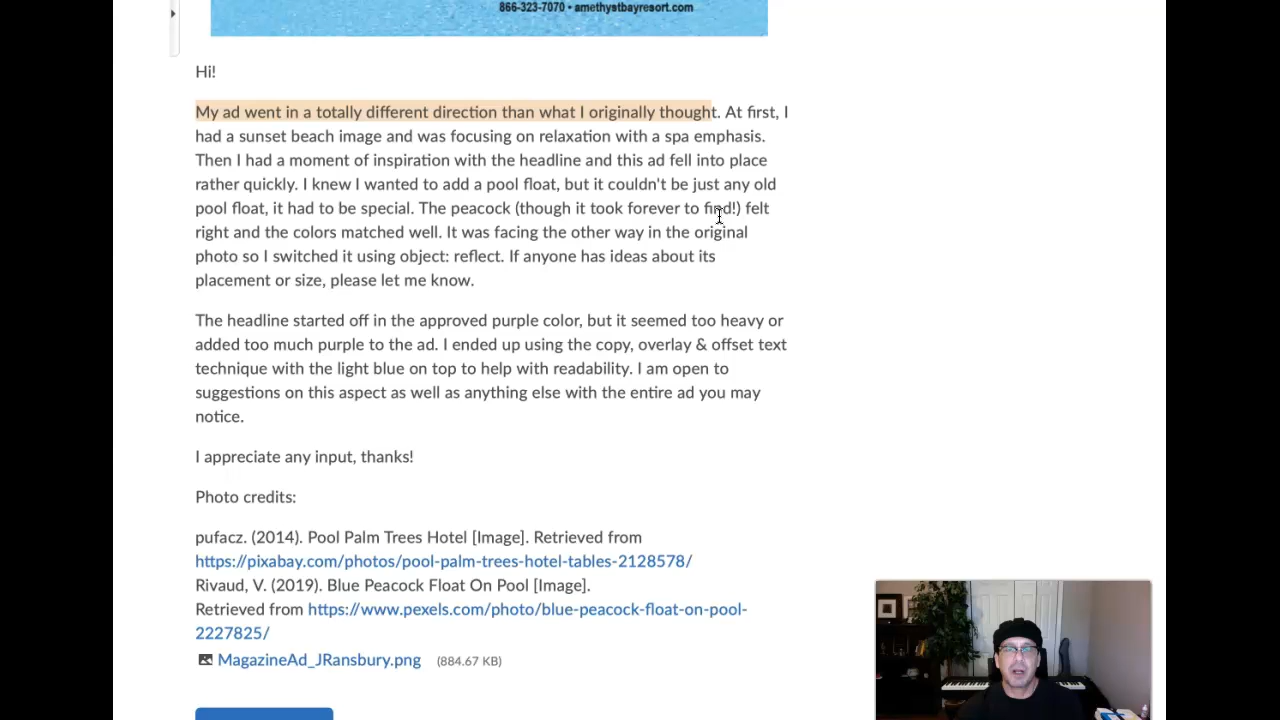 866-323-7070 • amethystbayresort.com
Hi!
My ad went in a totally different direction than what I originally thought. At first, I
had a sunset beach image and was focusing on relaxation with a spa emphasis.
Then I had a moment of inspiration with the headline and this ad fell into place
rather quickly. I knew I wanted to add a pool float, but it couldn't be just any old
pool float, it had to be special. The peacock (though it took forever to find!) felt
right and the colors matched well. It was facing the other way in the original
photo so I switched it using object: reflect. If anyone has ideas about its
placement or size, please let me know.
The headline started off in the approved purple color, but it seemed too heavy or
added too much purple to the ad. I ended up using the copy, overlay & offset text
technique with the light blue on top to help with readability. I am open to
suggestions on this aspect as well as anything else with the entire ad you may
notice.
I appreciate any input, thanks!
Photo credits:
pufacz. (2014). Pool Palm Trees Hotel [Image]. Retrieved from
https://pixabay.com/photos/pool-palm-trees-hotel-tables-2128578/
Rivaud, V. (2019). Blue Peacock Float On Pool [Image].
Retrieved from https://www.pexels.com/photo/blue-peacock-float-on-pool-
2227825/
MagazineAd_JRansbury.png (884.67 KB)